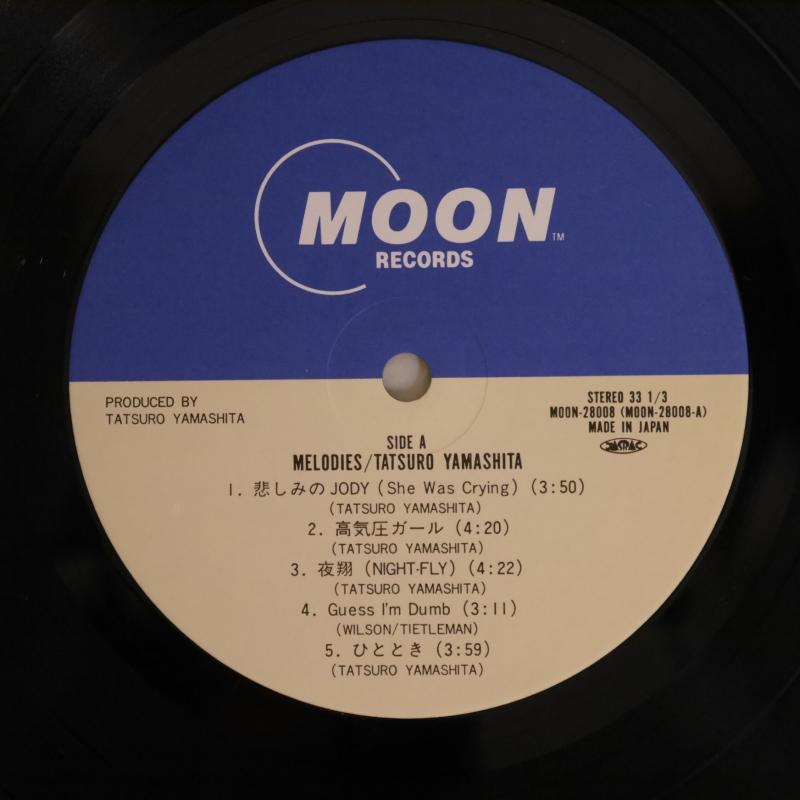 MOON™
RECORDS
PRODUCED BY
TATSURO YAMASHITA
STEREO 33 1/3
MOON-28008 (MOON-28008-A)
MADE IN JAPAN
JASRAC
SIDE A
MELODIES/TATSURO YAMASHITA
1. 悲しみのJODY (She Was Crying) (3:50)
(TATSURO YAMASHITA)
2. 高気圧ガール (4:20)
(TATSURO YAMASHITA)
3. 夜翔 (NIGHT-FLY) (4:22)
(TATSURO YAMASHITA)
4. Guess I'm Dumb (3:11)
(WILSON/TIETLEMAN)
5. ひととき (3:59)
(TATSURO YAMASHITA)